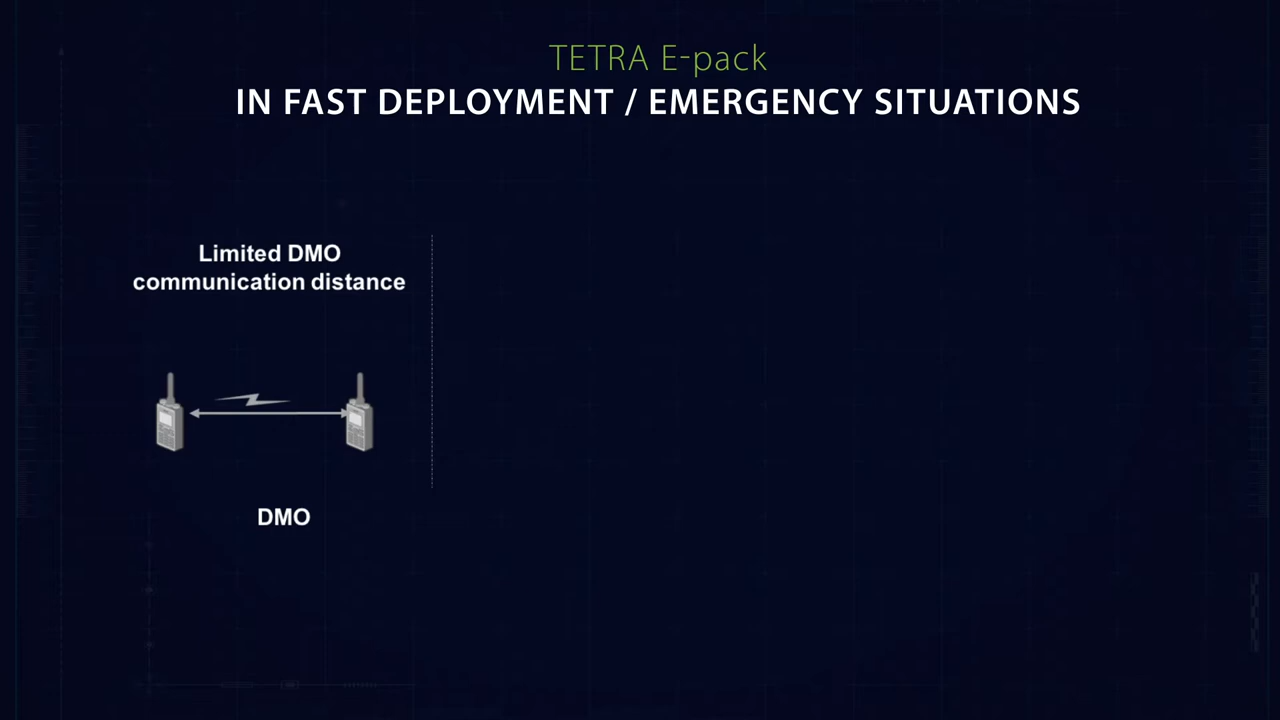 TETRA E-pack
IN FAST DEPLOYMENT / EMERGENCY SITUATIONS
Limited DMO
communication distance
DMO